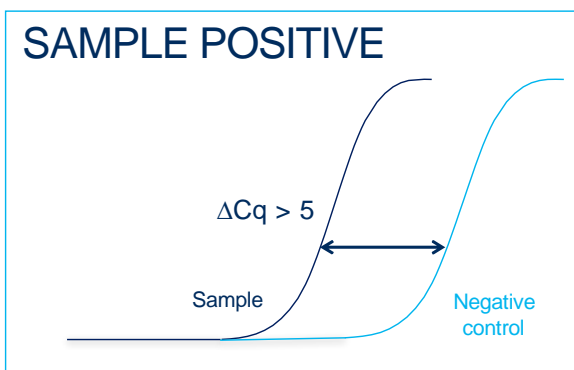 SAMPLE POSITIVE
ΔCq > 5
Sample
Negative
control